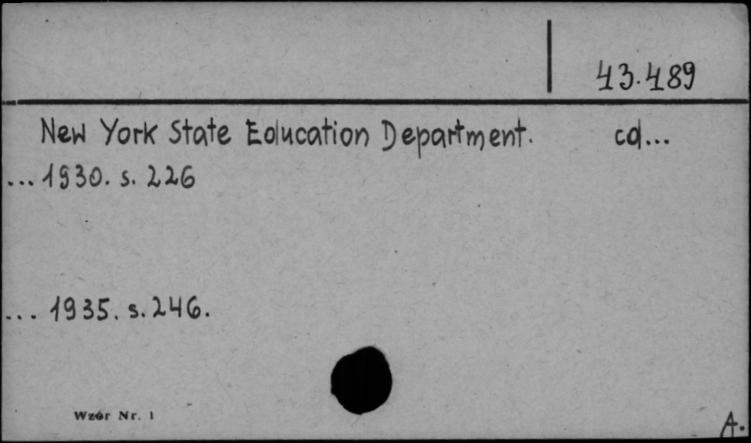 43.489
New York State Education Department. cd...
... 1930. s. 226
... 1935. s. 246.
Wzór Nr. 1
A.